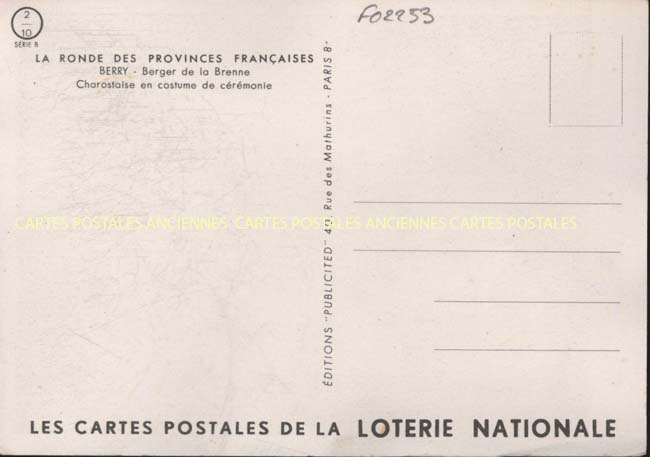 2
10
SÉRIE B
LA RONDE DES PROVINCES FRANÇAISES
BERRY - Berger de la Brenne
Charostaise en costume de cérémonie
F02253
ÉDITIONS "PUBLICITED" Rue des Mathurins - PARIS 8e
CARTES POSTALES ANCIENNES CARTES POSTALES ANCIENNES CARTES POSTALES
LES CARTES POSTALES DE LA LOTERIE NATIONALE